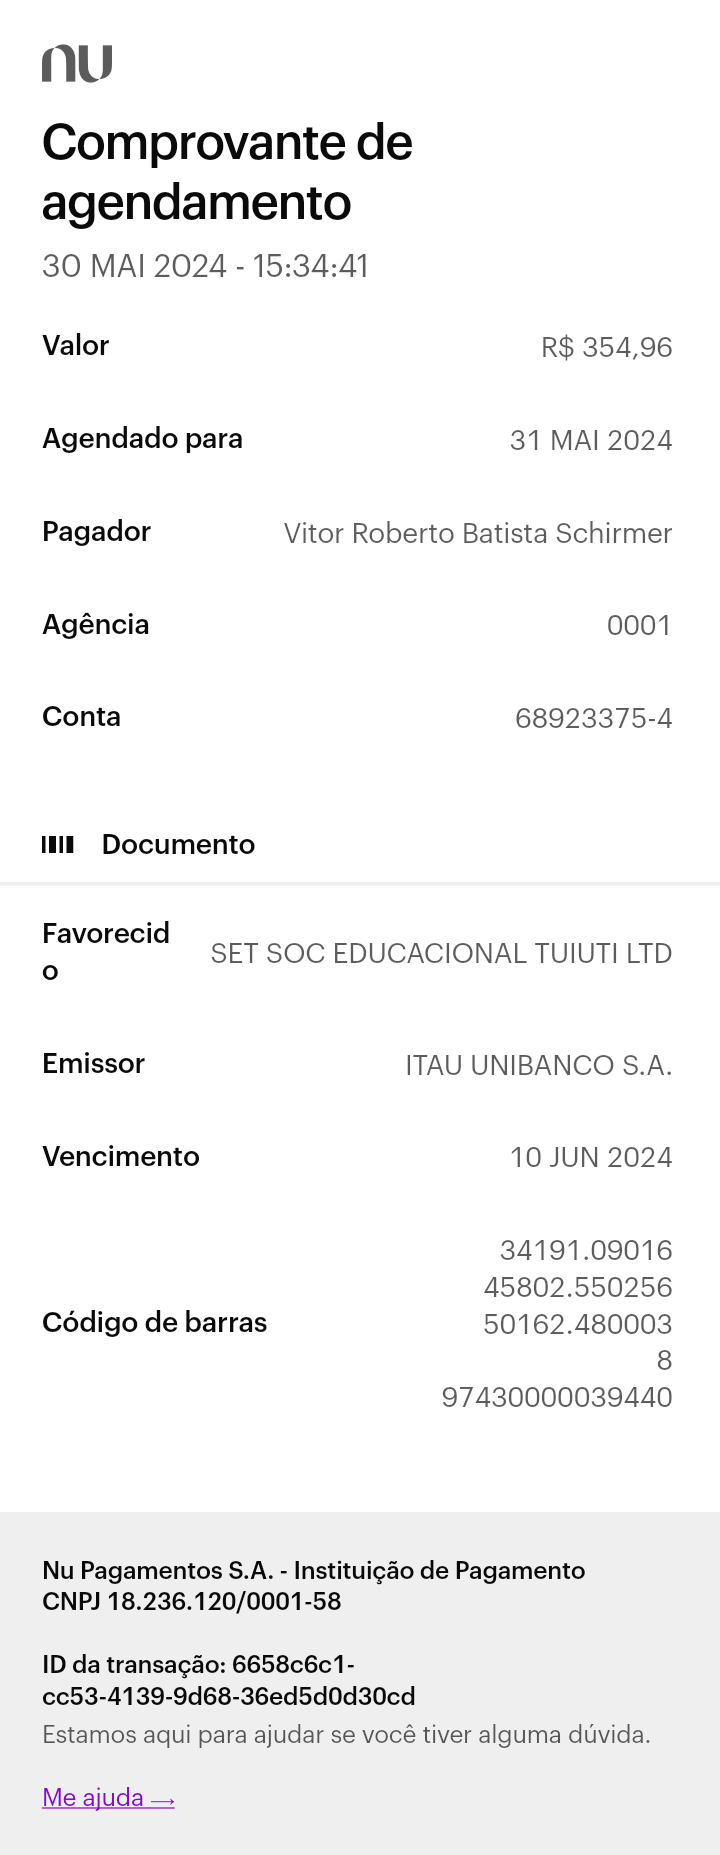 nu
Comprovante de
agendamento
30 MAI 2024 - 15:34:41
Valor R$ 354,96
Agendado para 31 MAI 2024
Pagador Vitor Roberto Batista Schirmer
Agência 0001
Conta 68923375-4
Documento
Favorecid
o
SET SOC EDUCACIONAL TUIUTI LTD
Emissor ITAU UNIBANCO S.A.
Vencimento 10 JUN 2024
Código de barras
34191.09016
45802.550256
50162.480003
8
97430000039440
Nu Pagamentos S.A. - Instituição de Pagamento
CNPJ 18.236.120/0001-58
ID da transação: 6658c6c1-
cc53-4139-9d68-36ed5d0d30cd
Estamos aqui para ajudar se você tiver alguma dúvida.
Me ajuda →